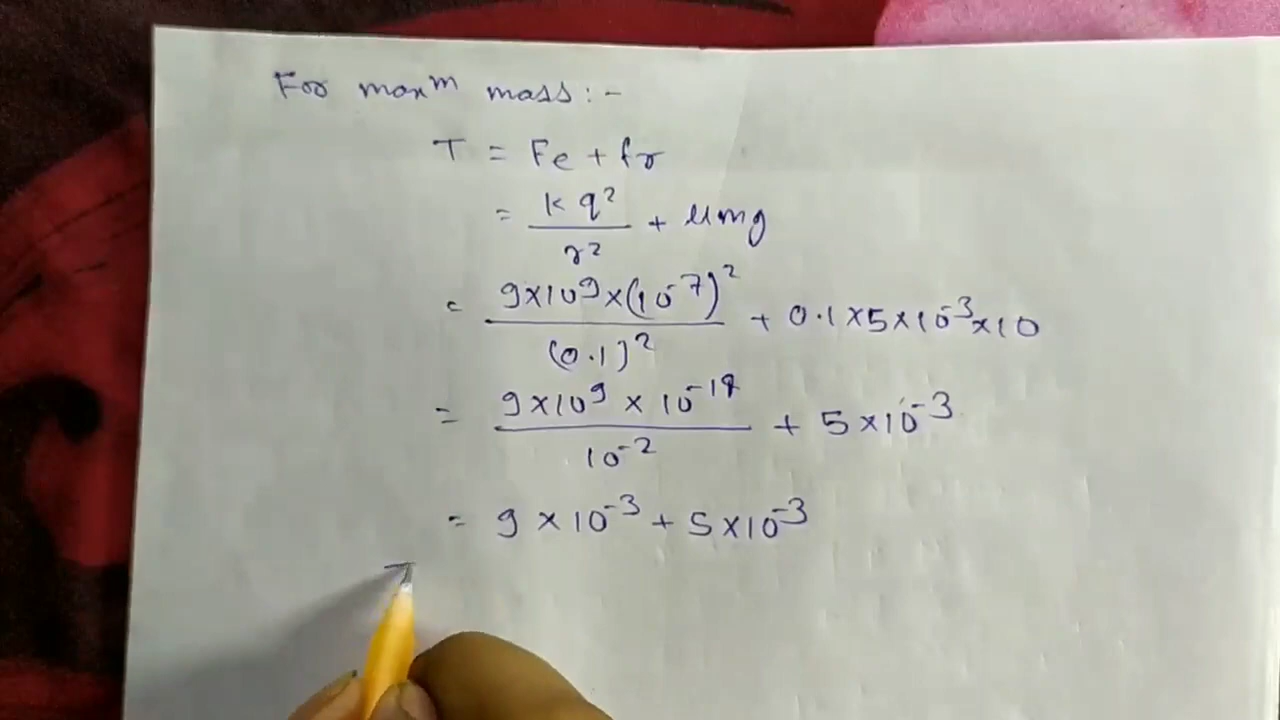 For maxᵐ mass:-
T = Fe + fr
= kq²/r² + μmg
= 9×10⁹×(10⁻⁷)²/(0.1)² + 0.1×5×10⁻³×10
= 9×10⁹×10⁻¹⁴/10⁻² + 5×10⁻³
= 9×10⁻³ + 5×10⁻³
T